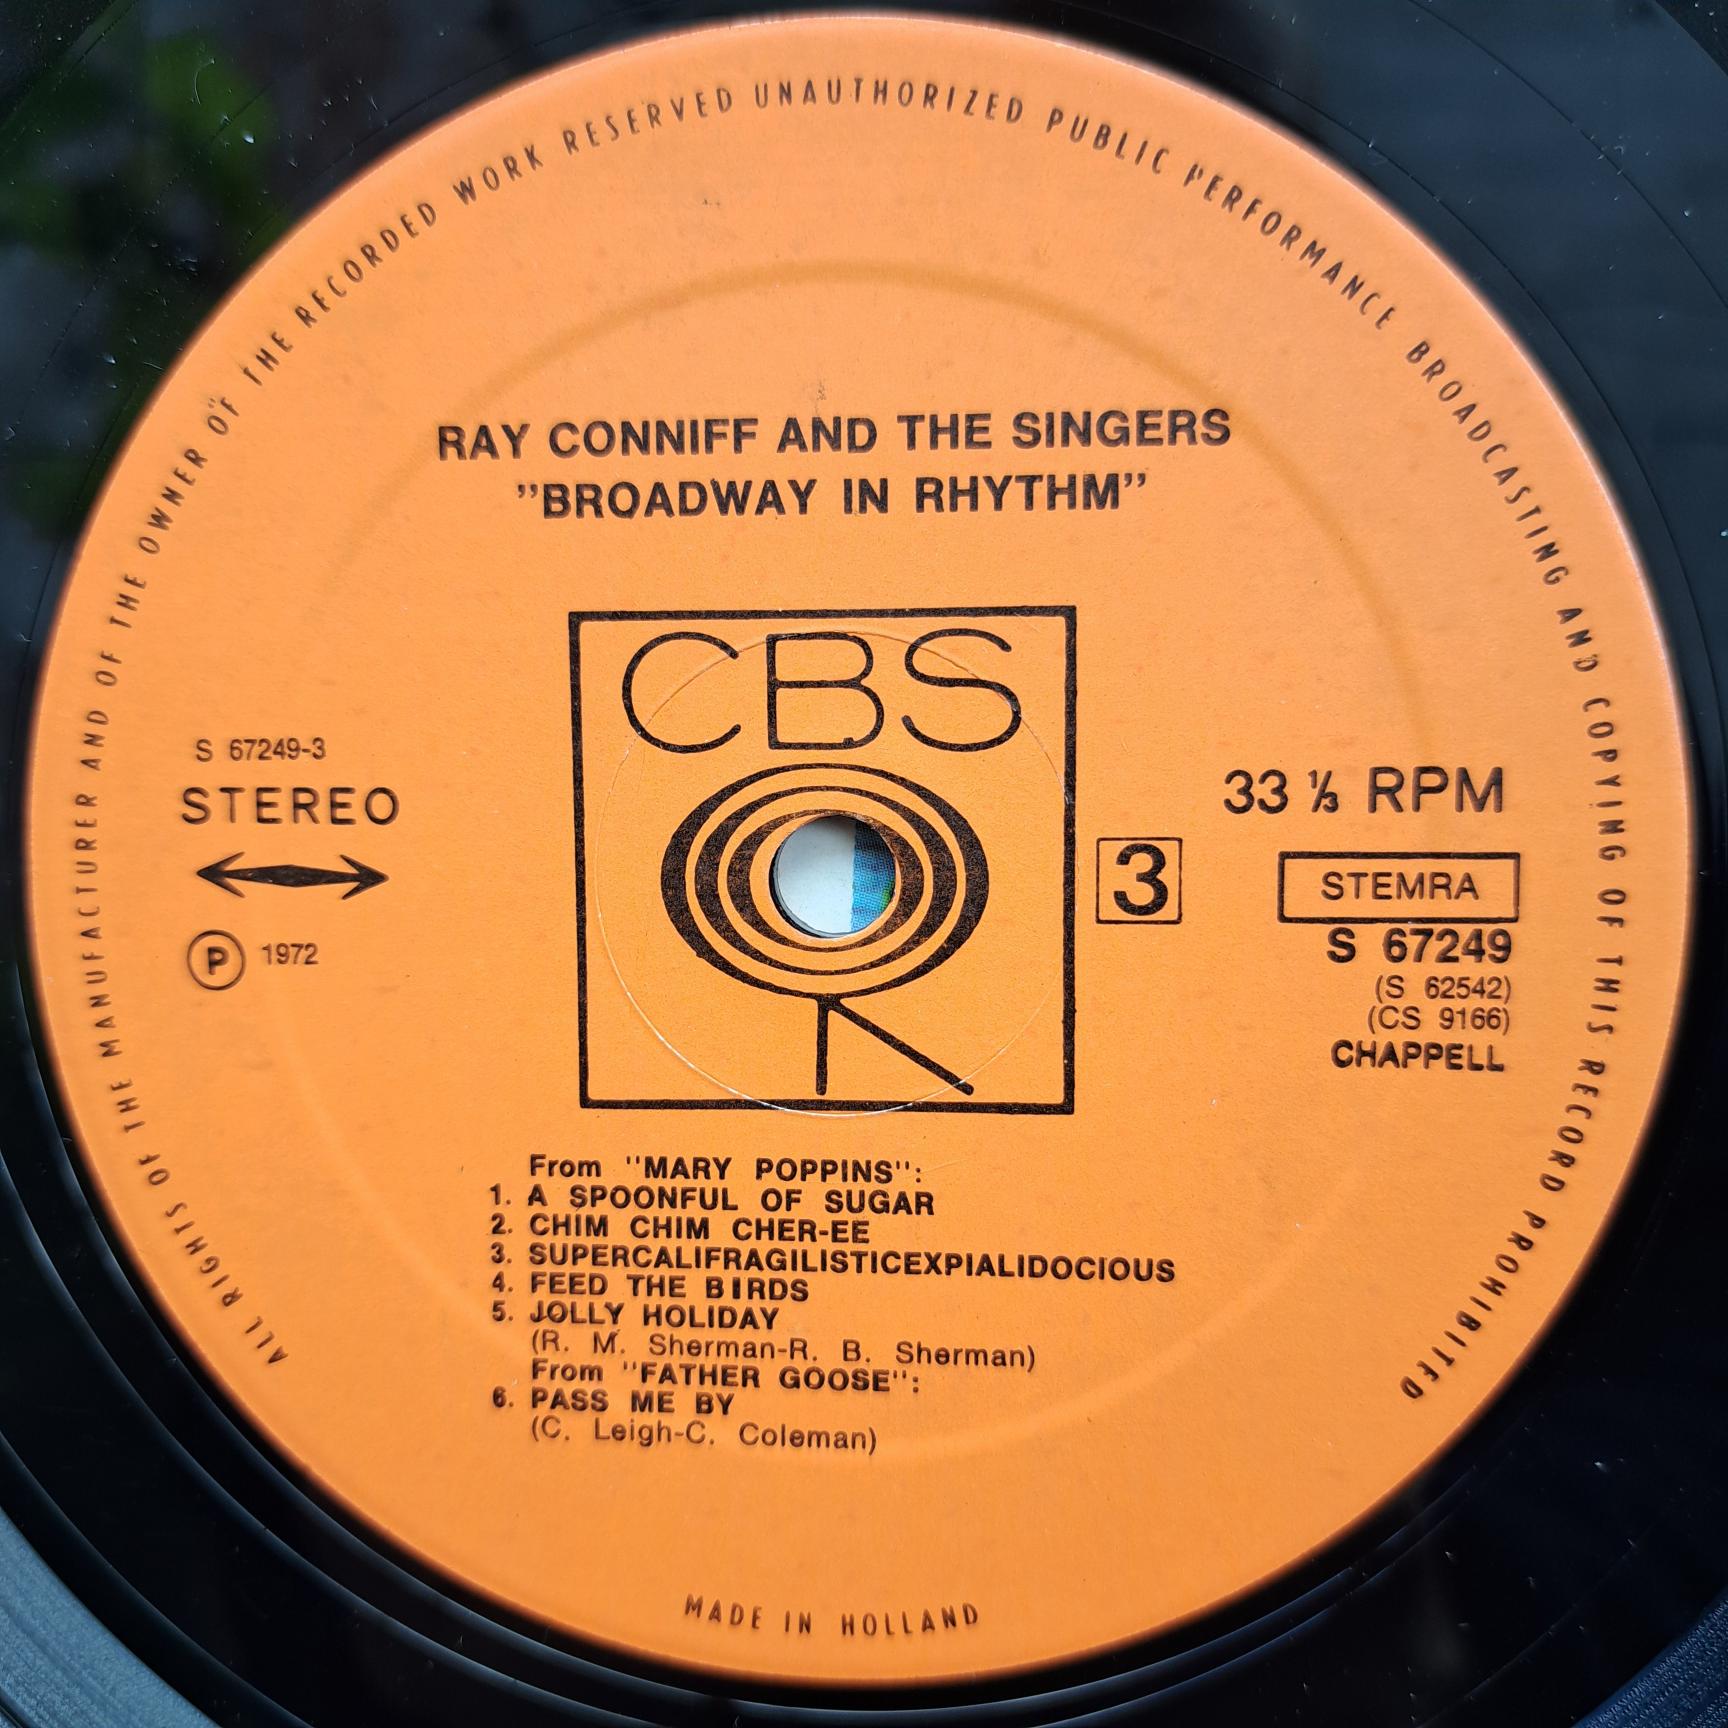 ALL RIGHTS OF THE MANUFACTURER AND OF THE OWNER OF THE RECORDED WORK RESERVED UNAUTHORIZED PUBLIC PERFORMANCE BROADCASTING AND COPYING OF THIS RECORD PROHIBITED
RAY CONNIFF AND THE SINGERS
"BROADWAY IN RHYTHM"
CBS
S 67249-3
STEREO
P 1972
3
33 ⅓ RPM
STEMRA
S 67249
(S 62542)
(CS 9166)
CHAPPELL
From "MARY POPPINS":
1. A SPOONFUL OF SUGAR
2. CHIM CHIM CHER-EE
3. SUPERCALIFRAGILISTICEXPIALIDOCIOUS
4. FEED THE BIRDS
5. JOLLY HOLIDAY
(R. M. Sherman-R. B. Sherman)
From "FATHER GOOSE":
6. PASS ME BY
(C. Leigh-C. Coleman)
MADE IN HOLLAND